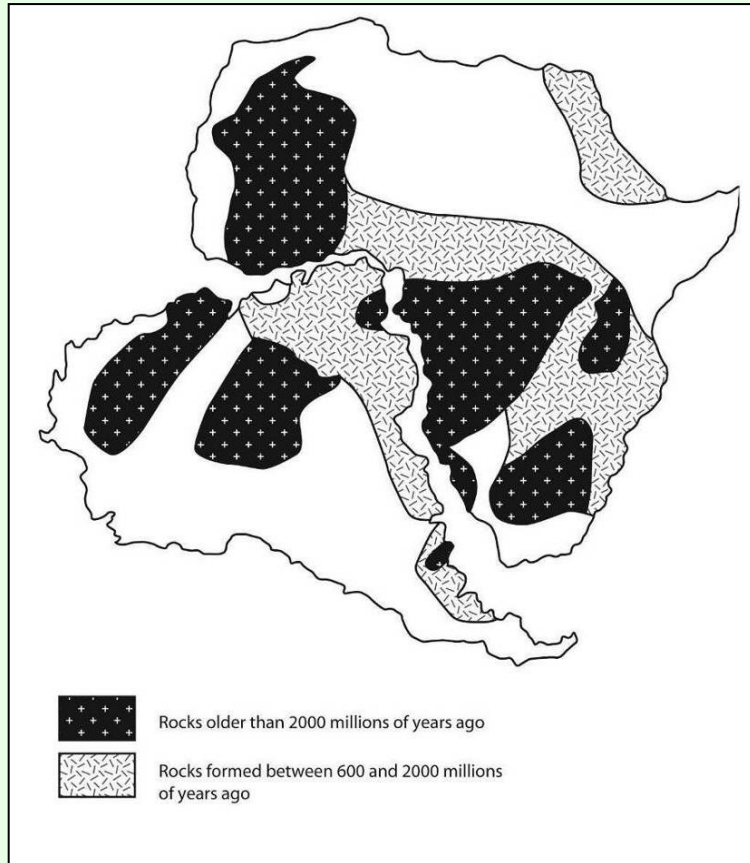 Rocks older than 2000 millions of years ago
Rocks formed between 600 and 2000 millions
of years ago